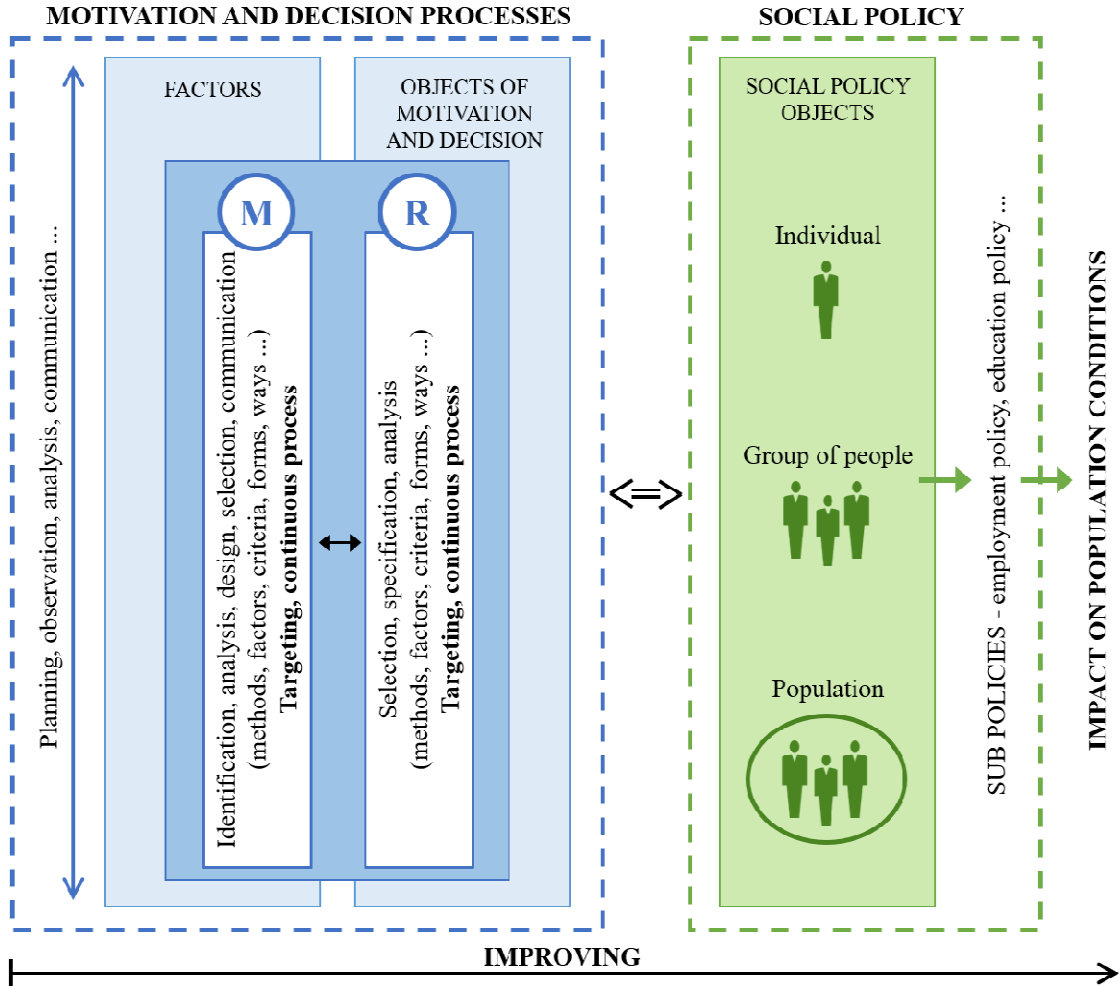 MOTIVATION AND DECISION PROCESSES
SOCIAL POLICY
Planning, observation, analysis, communication ...
FACTORS
OBJECTS OF
MOTIVATION
AND DECISION
M
R
Identification, analysis, design, selection, communication
(methods, factors, criteria, forms, ways ...)
Targeting, continuous process
Selection, specification, analysis
(methods, factors, criteria, forms, ways ...)
Targeting, continuous process
SOCIAL POLICY
OBJECTS
Individual
Group of people
Population
SUB POLICIES - employment policy, education policy ...
IMPACT ON POPULATION CONDITIONS
IMPROVING